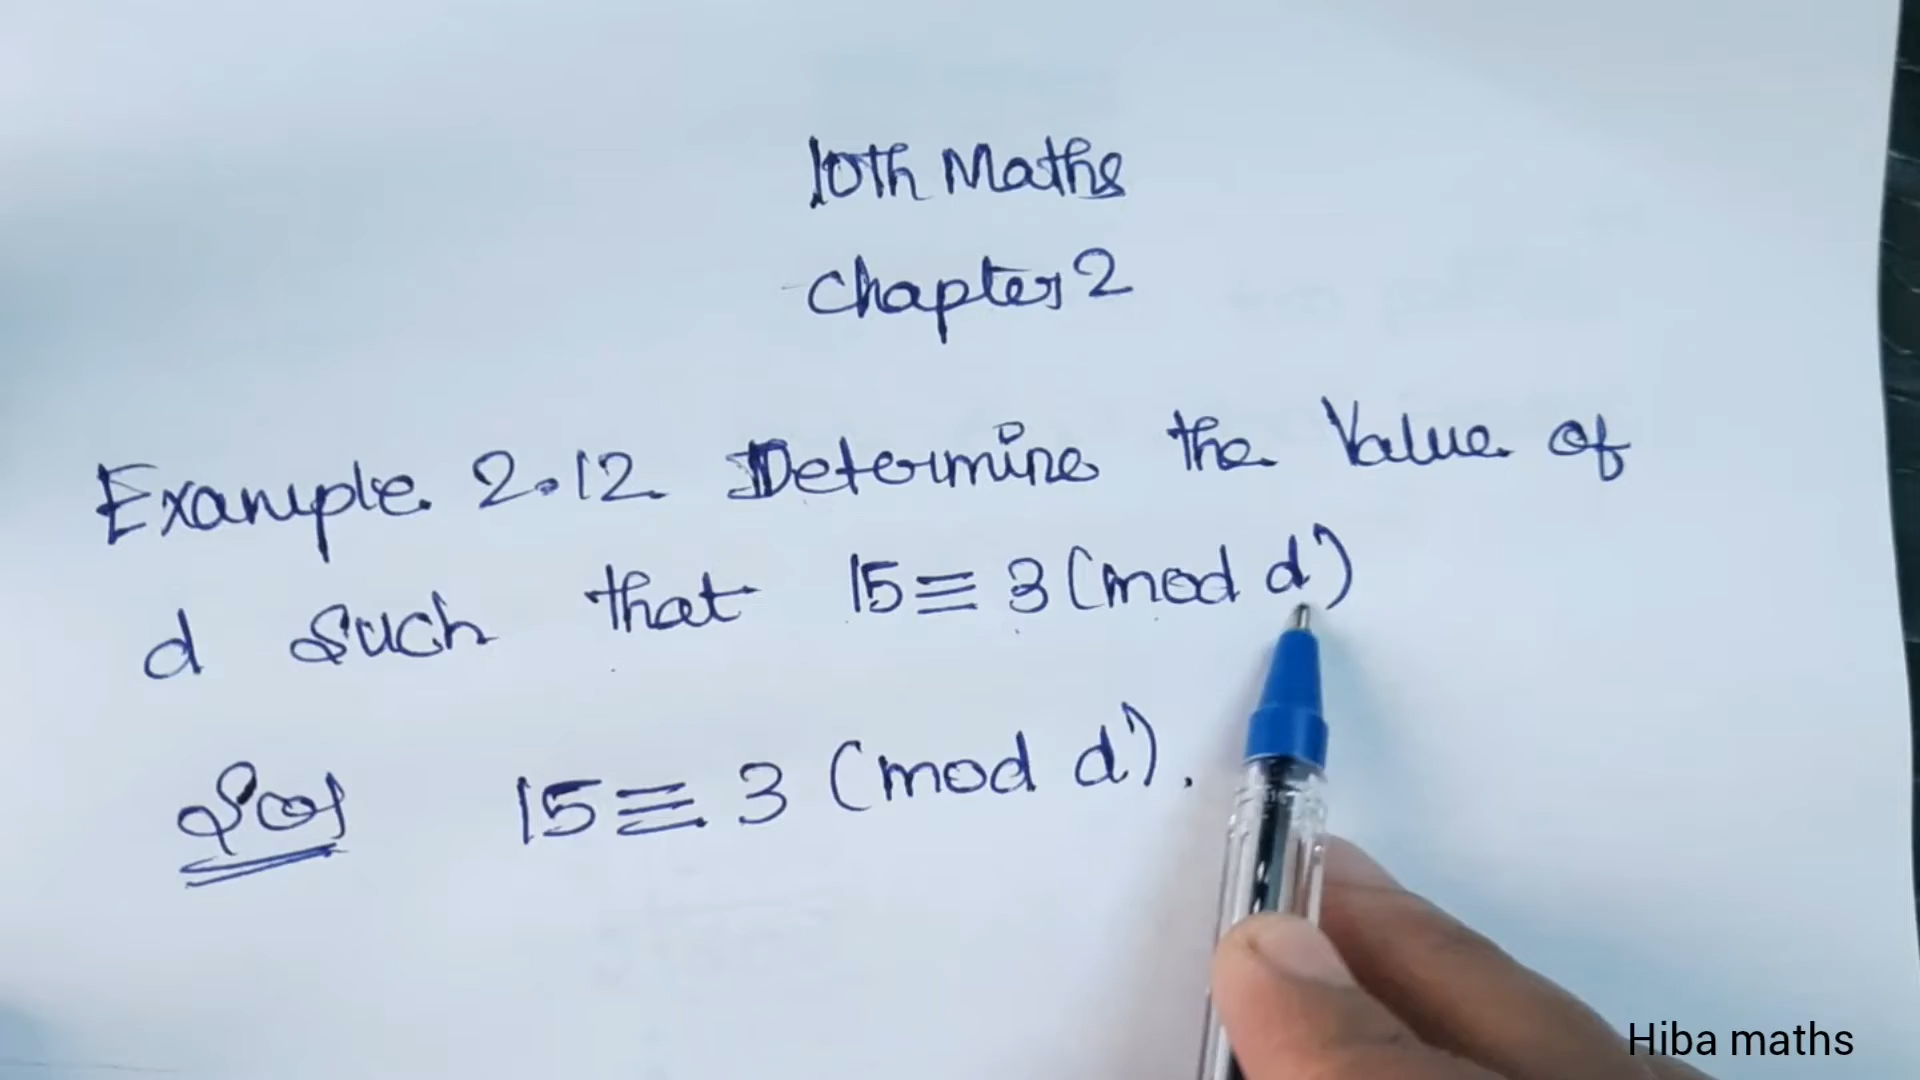 10th Maths
Chapter 2
Example 2.12 Determine the Value of
d such that 15 ≡ 3 (mod d)
Sol 15 ≡ 3 (mod d).
Hiba maths